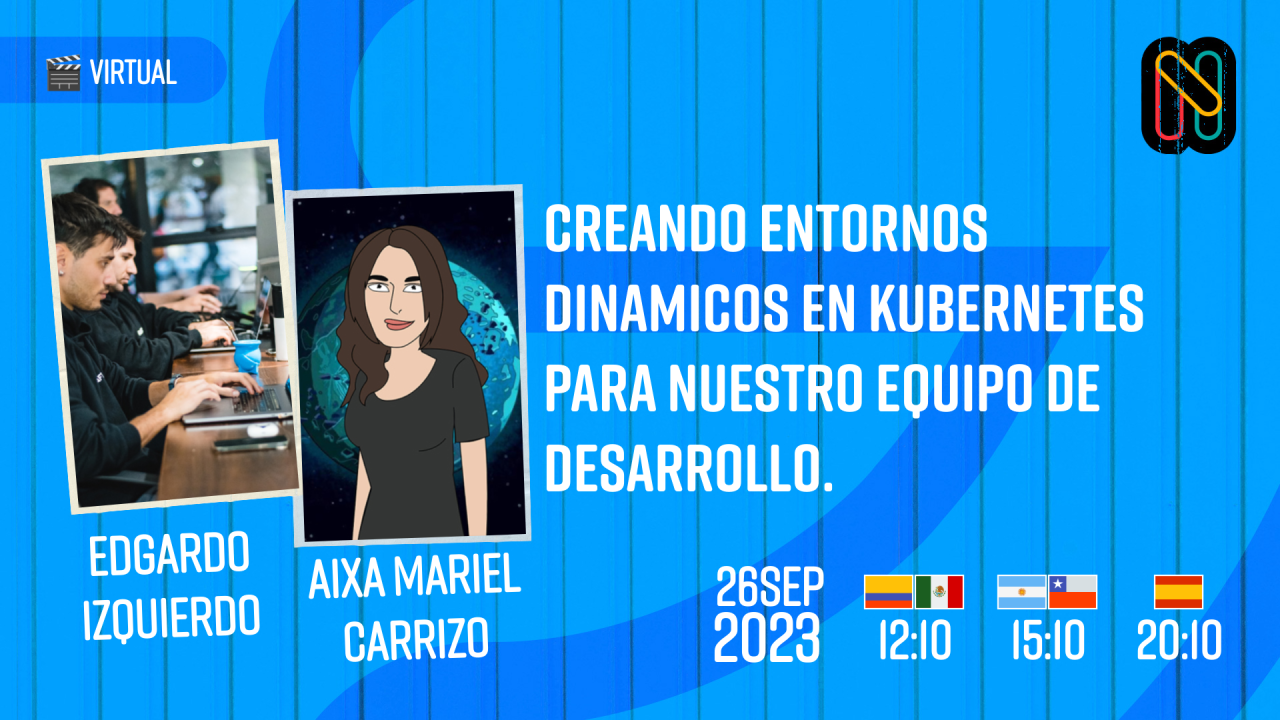 VIRTUAL
CREANDO ENTORNOS
DINAMICOS EN KUBERNETES
PARA NUESTRO EQUIPO DE
DESARROLLO.
EDGARDO
IZQUIERDO
AIXA MARIEL
CARRIZO
26SEP
2023
12:10
15:10
20:10